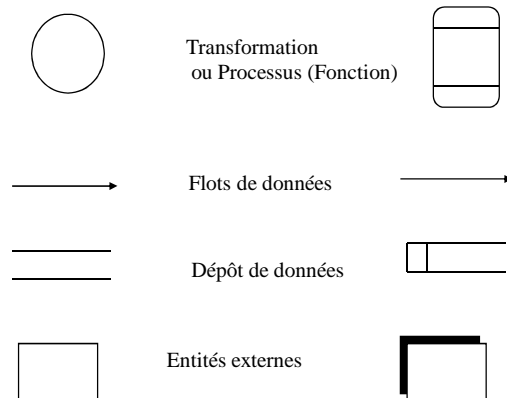 Transformation
ou Processus (Fonction)
Flots de données
Dépôt de données
Entités externes